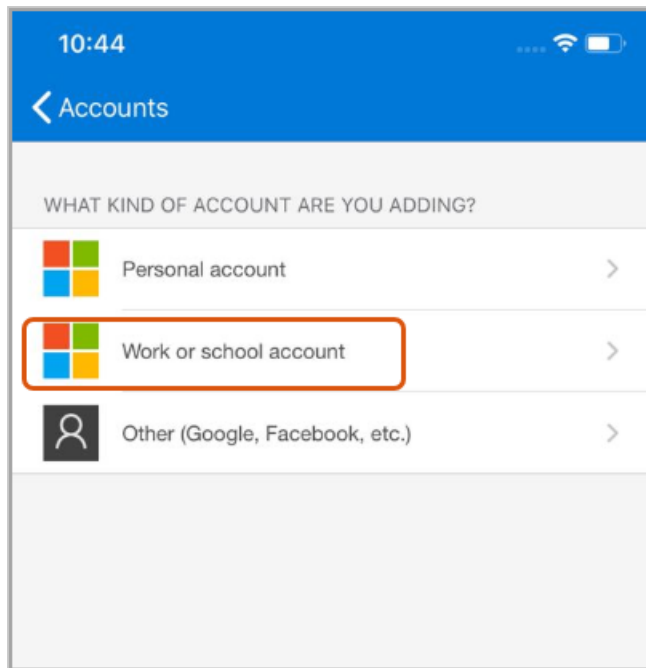 10:44
Accounts
WHAT KIND OF ACCOUNT ARE YOU ADDING?
Personal account
Work or school account
Other (Google, Facebook, etc.)